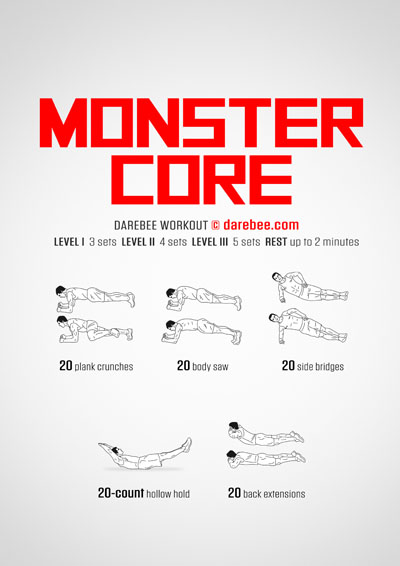 MONSTER
CORE
DAREBEE WORKOUT © darebee.com
LEVEL I 3 sets LEVEL II 4 sets LEVEL III 5 sets REST up to 2 minutes
20 plank crunches
20 body saw
20 side bridges
20-count hollow hold
20 back extensions